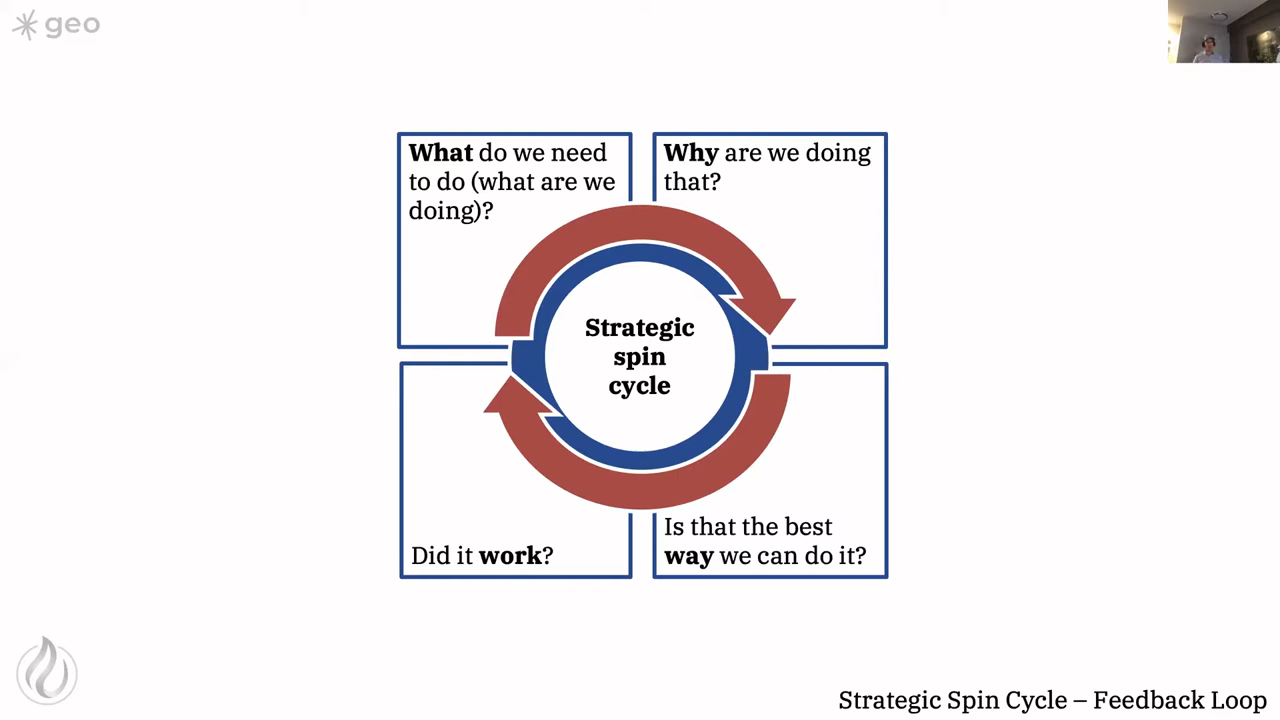 geo
What do we need
to do (what are we
doing)?
Why are we doing
that?
Strategic
spin
cycle
Did it work?
Is that the best
way we can do it?
Strategic Spin Cycle – Feedback Loop